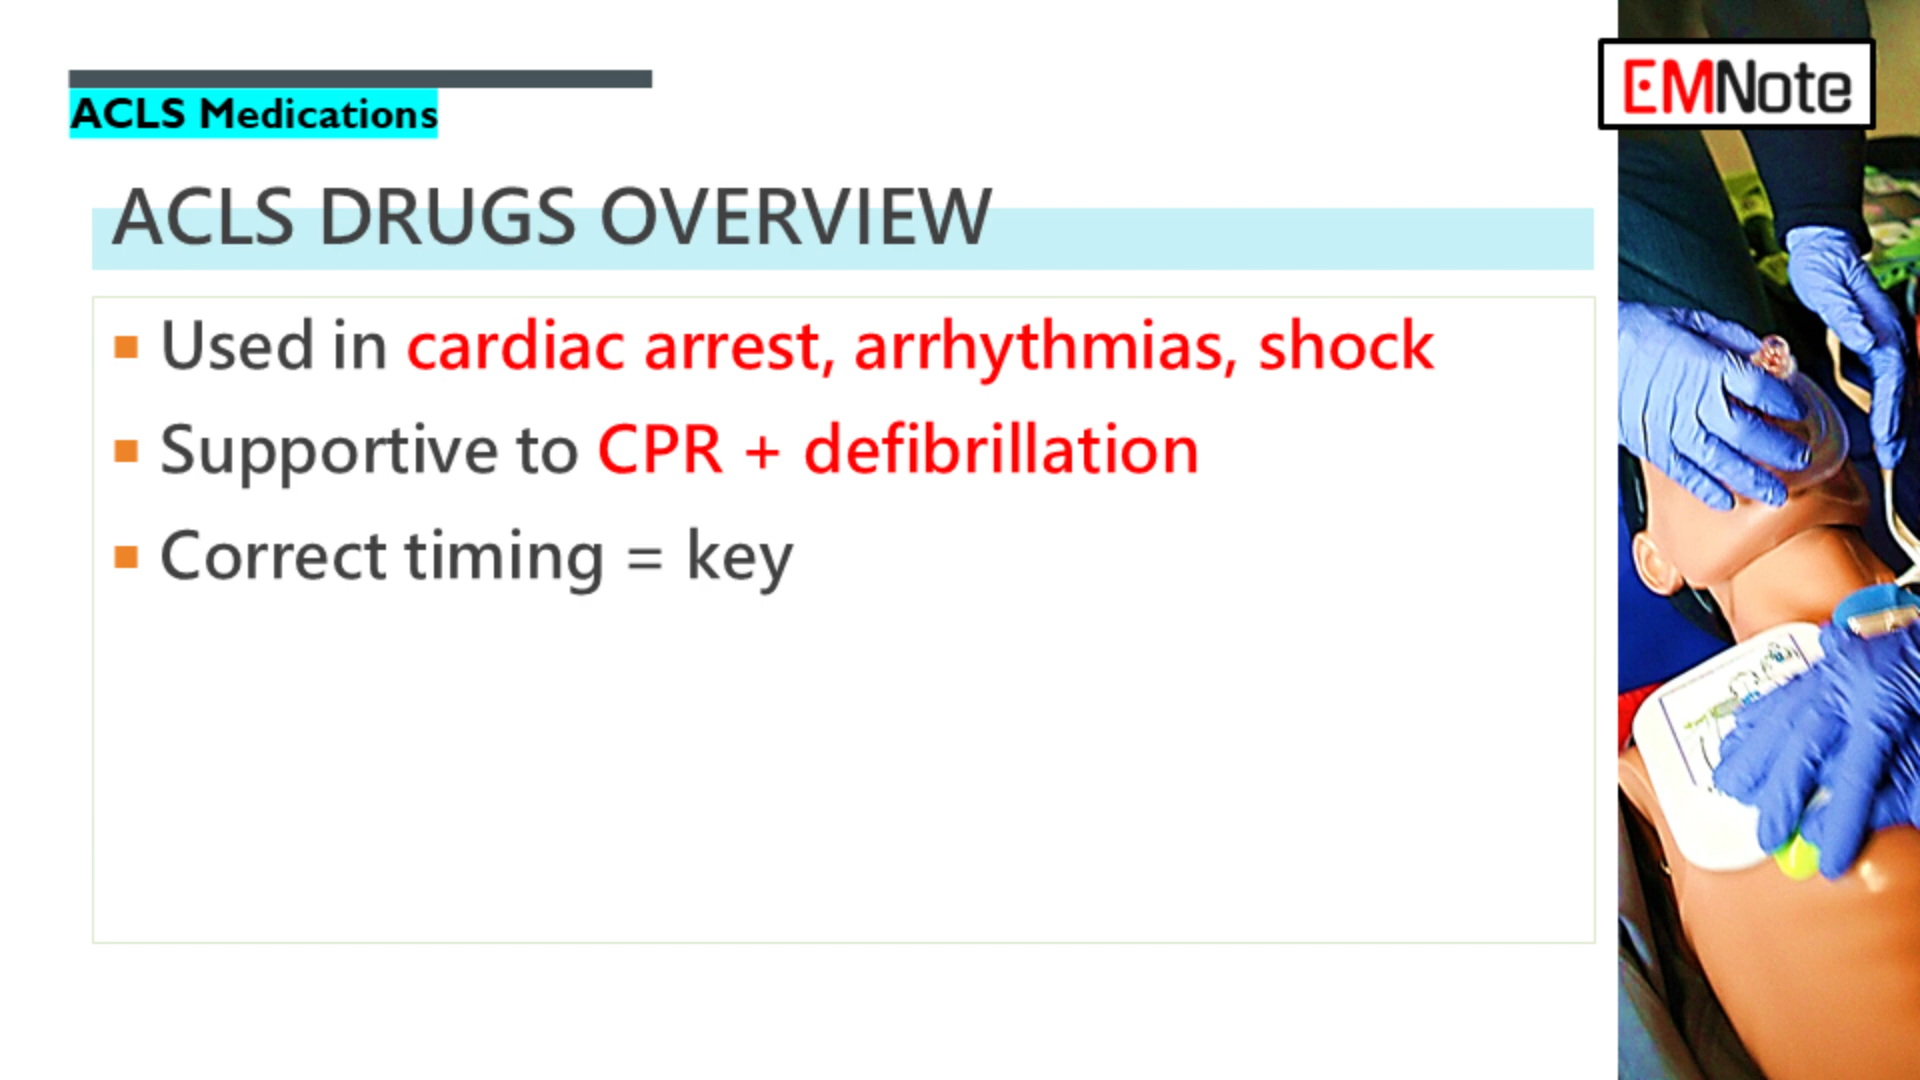 ACLS Medications
EMNote
ACLS DRUGS OVERVIEW
Used in cardiac arrest, arrhythmias, shock
Supportive to CPR + defibrillation
Correct timing = key